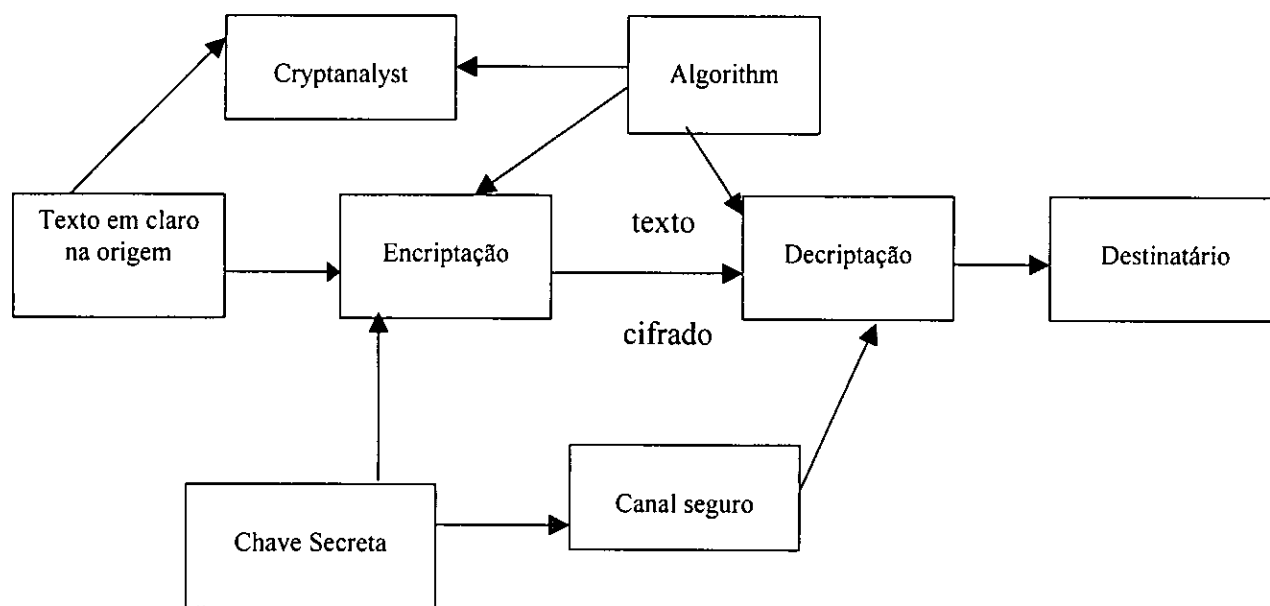 Cryptanalyst
Algorithm
Texto em claro
na origem
Encriptação
texto
cifrado
Decriptação
Destinatário
Chave Secreta
Canal seguro